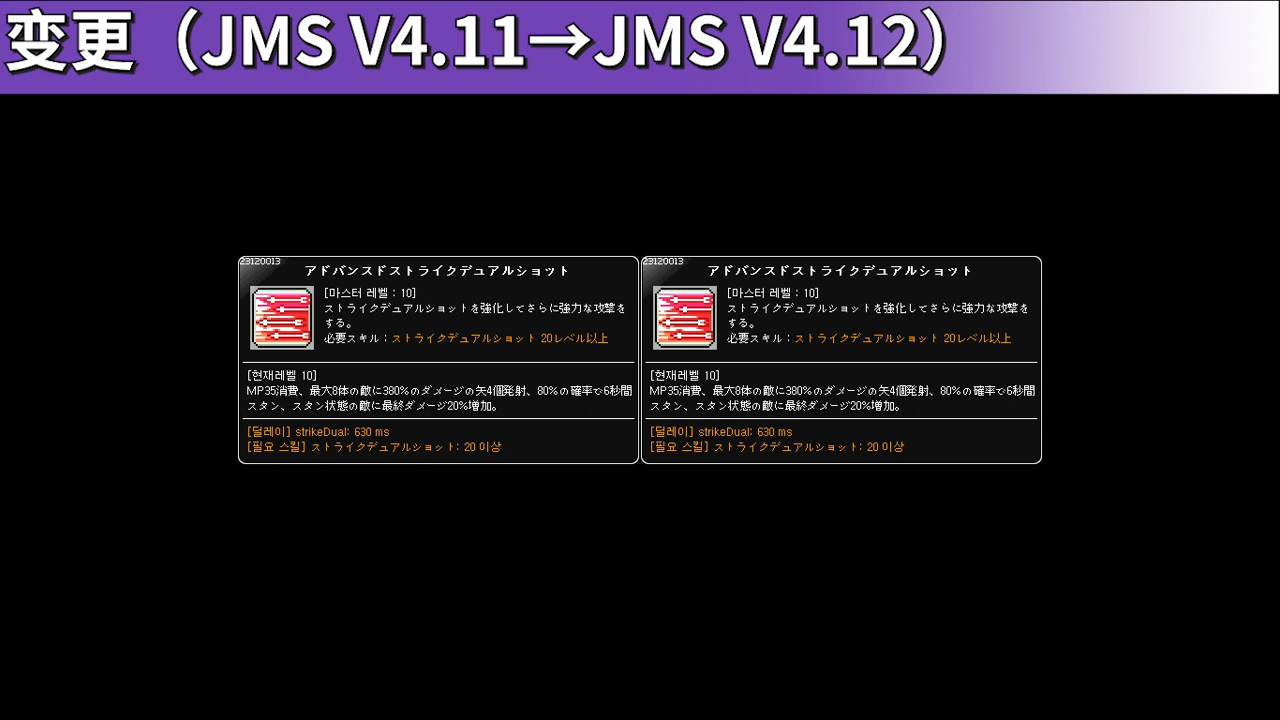 变更（JMS V4.11→JMS V4.12）
23120013
アドバンスドストライクデュアルショット
[마스터 레벨 : 10]
ストライクデュアルショットを強化してさらに強力な攻撃を
する。
必要スキル：ストライクデュアルショット 20レベル以上
[현재레벨 10]
MP35消費、最大8体の敵に380%のダメージの矢4個発射、80%の確率で6秒間
スタン、スタン状態の敵に最終ダメージ20%増加。
[딜레이] strikeDual: 630 ms
[필요 스킬] ストライクデュアルショット: 20 이상
23120013
アドバンスドストライクデュアルショット
[마스터 레벨 : 10]
ストライクデュアルショットを強化してさらに強力な攻撃を
する。
必要スキル：ストライクデュアルショット 20レベル以上
[현재레벨 10]
MP35消費、最大8体の敵に380%のダメージの矢4個発射、80%の確率で6秒間
スタン、スタン状態の敵に最終ダメージ20%増加。
[딜레이] strikeDual: 630 ms
[필요 스킬] ストライクデュアルショット: 20 이상